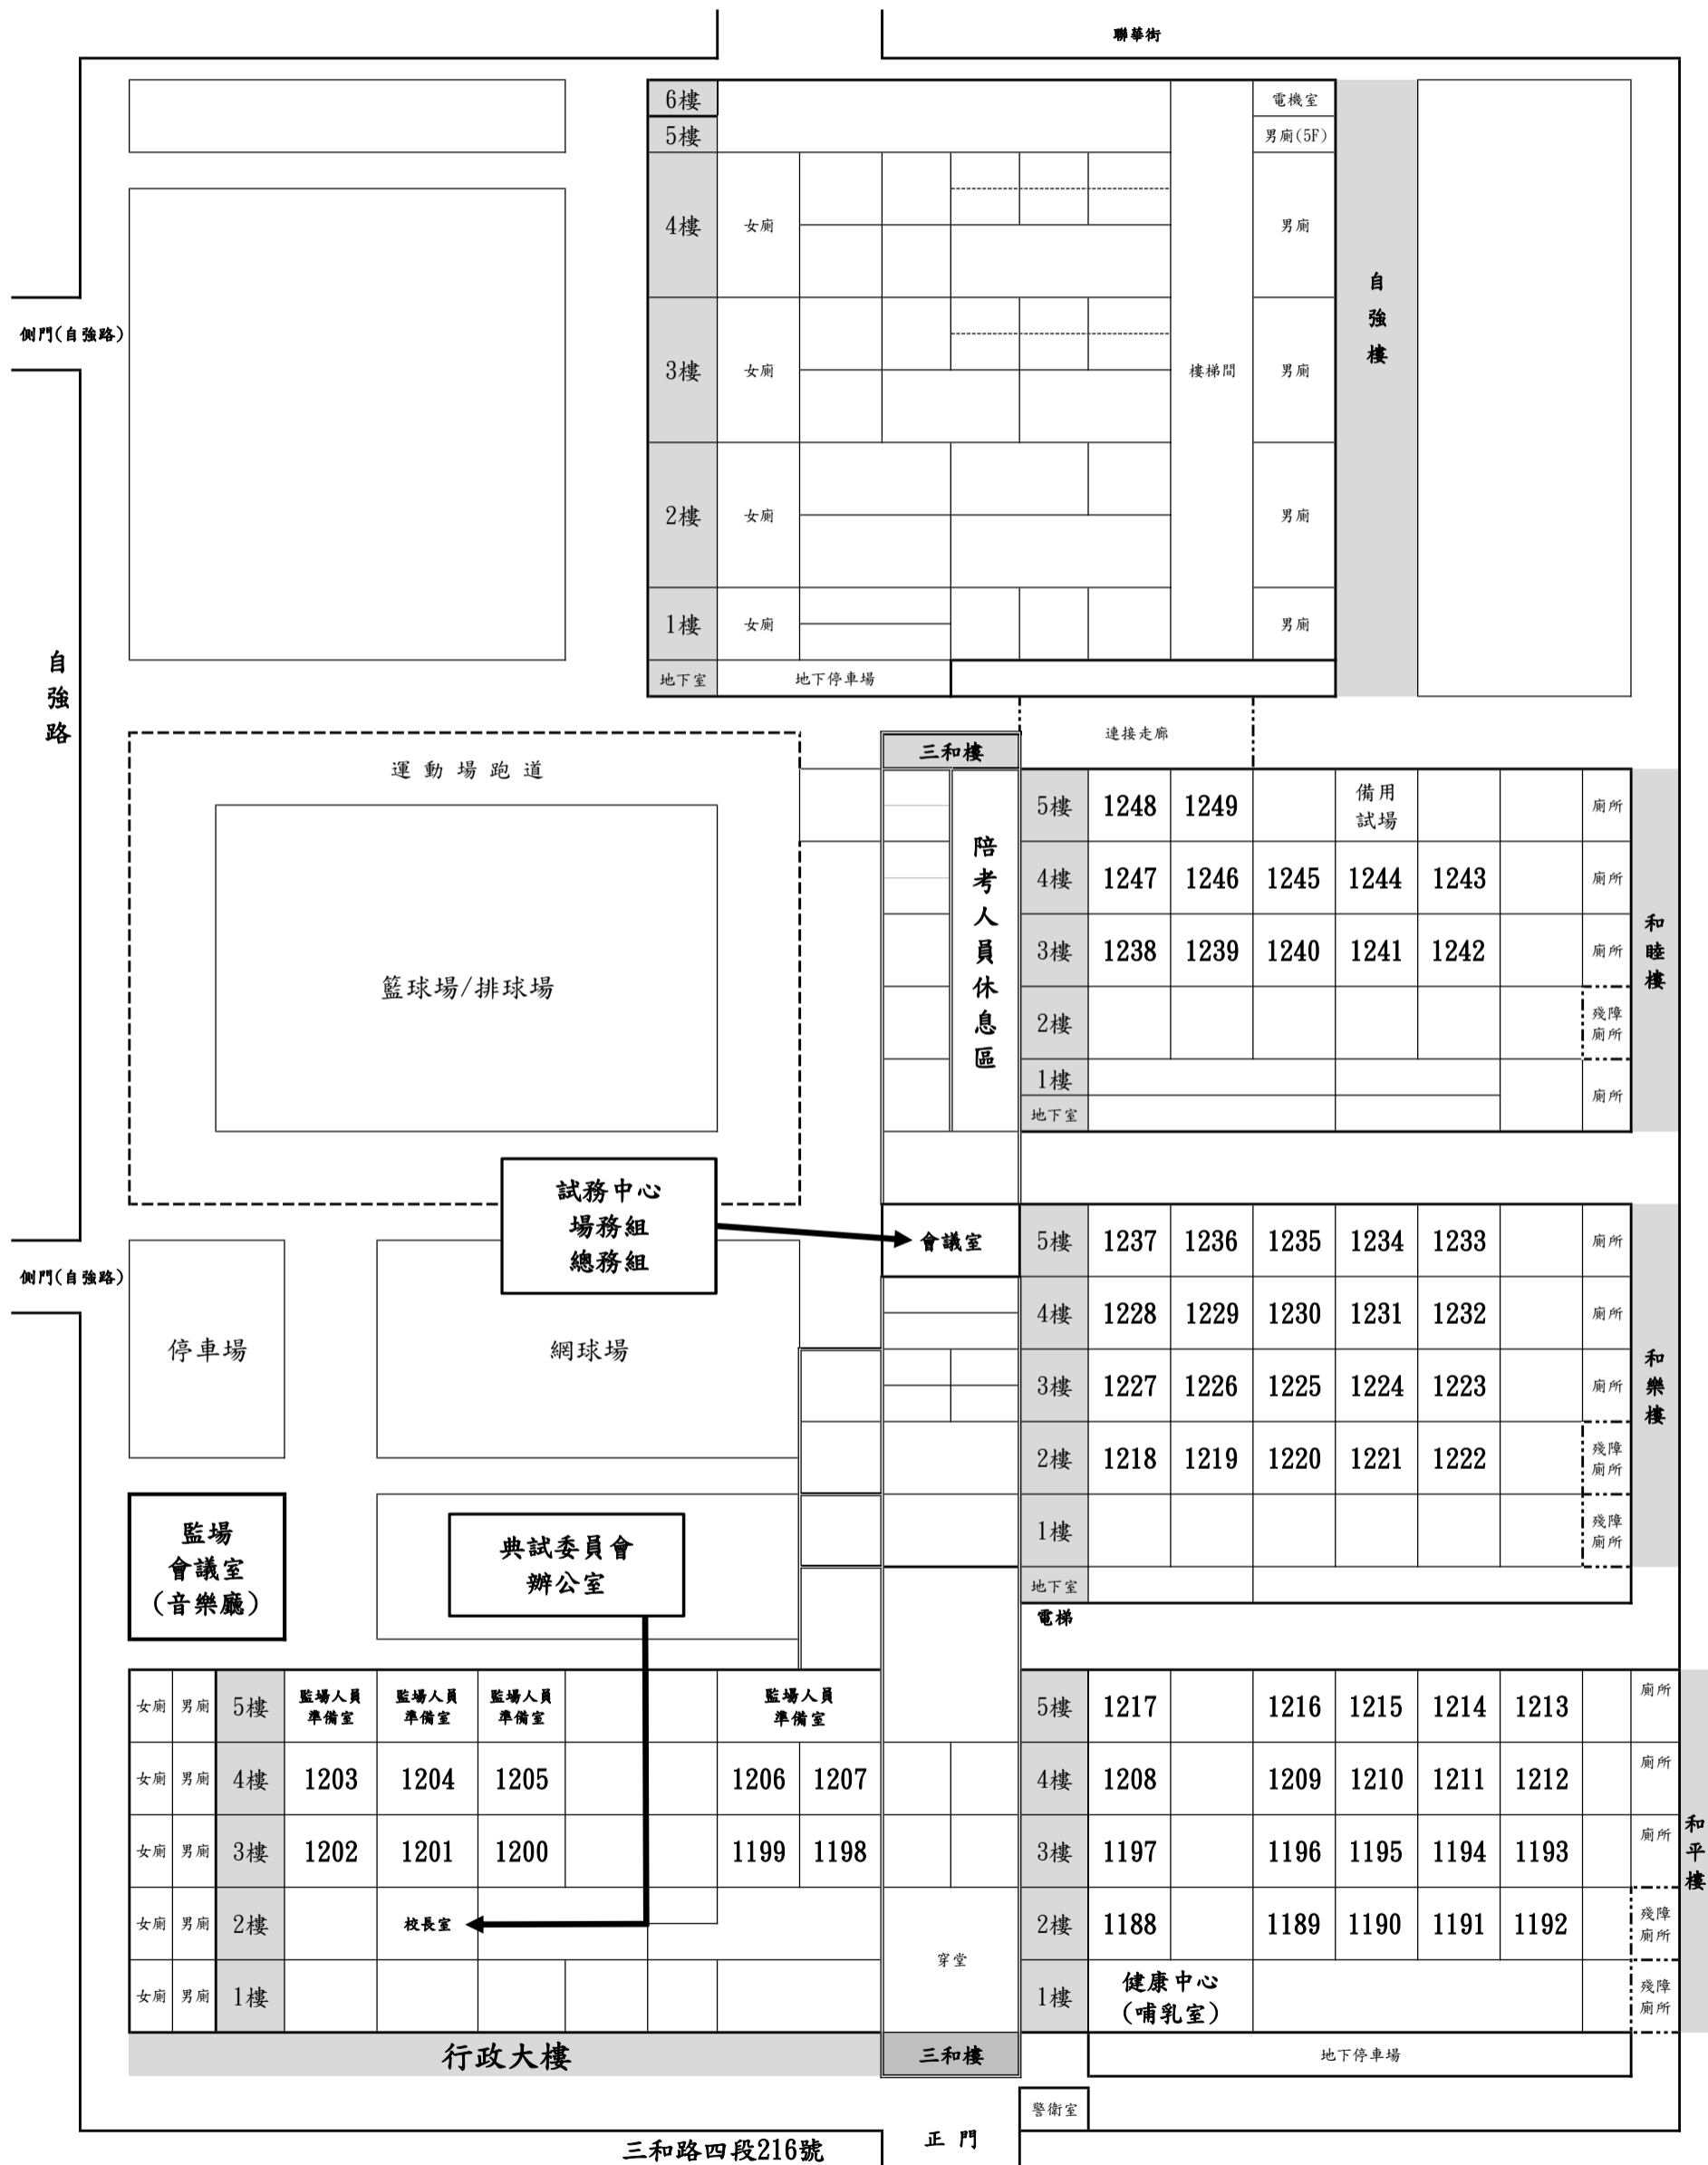 聯華街
6樓 電機室
5樓 男廁(5F)
4樓 女廁 男廁
自強樓
側門(自強路)
3樓 女廁 樓梯間 男廁
2樓 女廁 男廁
1樓 女廁 男廁
自強路
地下室 地下停車場
連接走廊
三和樓
運動場跑道
陪考人員休息區
5樓 1248 1249 備用試場 廁所
4樓 1247 1246 1245 1244 1243 廁所
3樓 1238 1239 1240 1241 1242 廁所
和睦樓
籃球場/排球場
2樓 殘障廁所
1樓 廁所
地下室
試務中心
場務組
總務組
會議室
5樓 1237 1236 1235 1234 1233 廁所
側門(自強路)
4樓 1228 1229 1230 1231 1232 廁所
停車場
網球場
3樓 1227 1226 1225 1224 1223 廁所
和樂樓
2樓 1218 1219 1220 1221 1222 殘障廁所
1樓 殘障廁所
監場
會議室
(音樂廳)
典試委員會
辦公室
地下室
電梯
女廁 男廁 5樓 監場人員準備室 監場人員準備室 監場人員準備室 監場人員準備室
5樓 1217 1216 1215 1214 1213 廁所
女廁 男廁 4樓 1203 1204 1205 1206 1207
4樓 1208 1209 1210 1211 1212 廁所
女廁 男廁 3樓 1202 1201 1200 1199 1198
3樓 1197 1196 1195 1194 1193 廁所
和平樓
女廁 男廁 2樓 校長室
2樓 1188 1189 1190 1191 1192 殘障廁所
穿堂
女廁 男廁 1樓
1樓 健康中心(哺乳室) 殘障廁所
行政大樓
三和樓
地下停車場
警衛室
三和路四段216號
正門